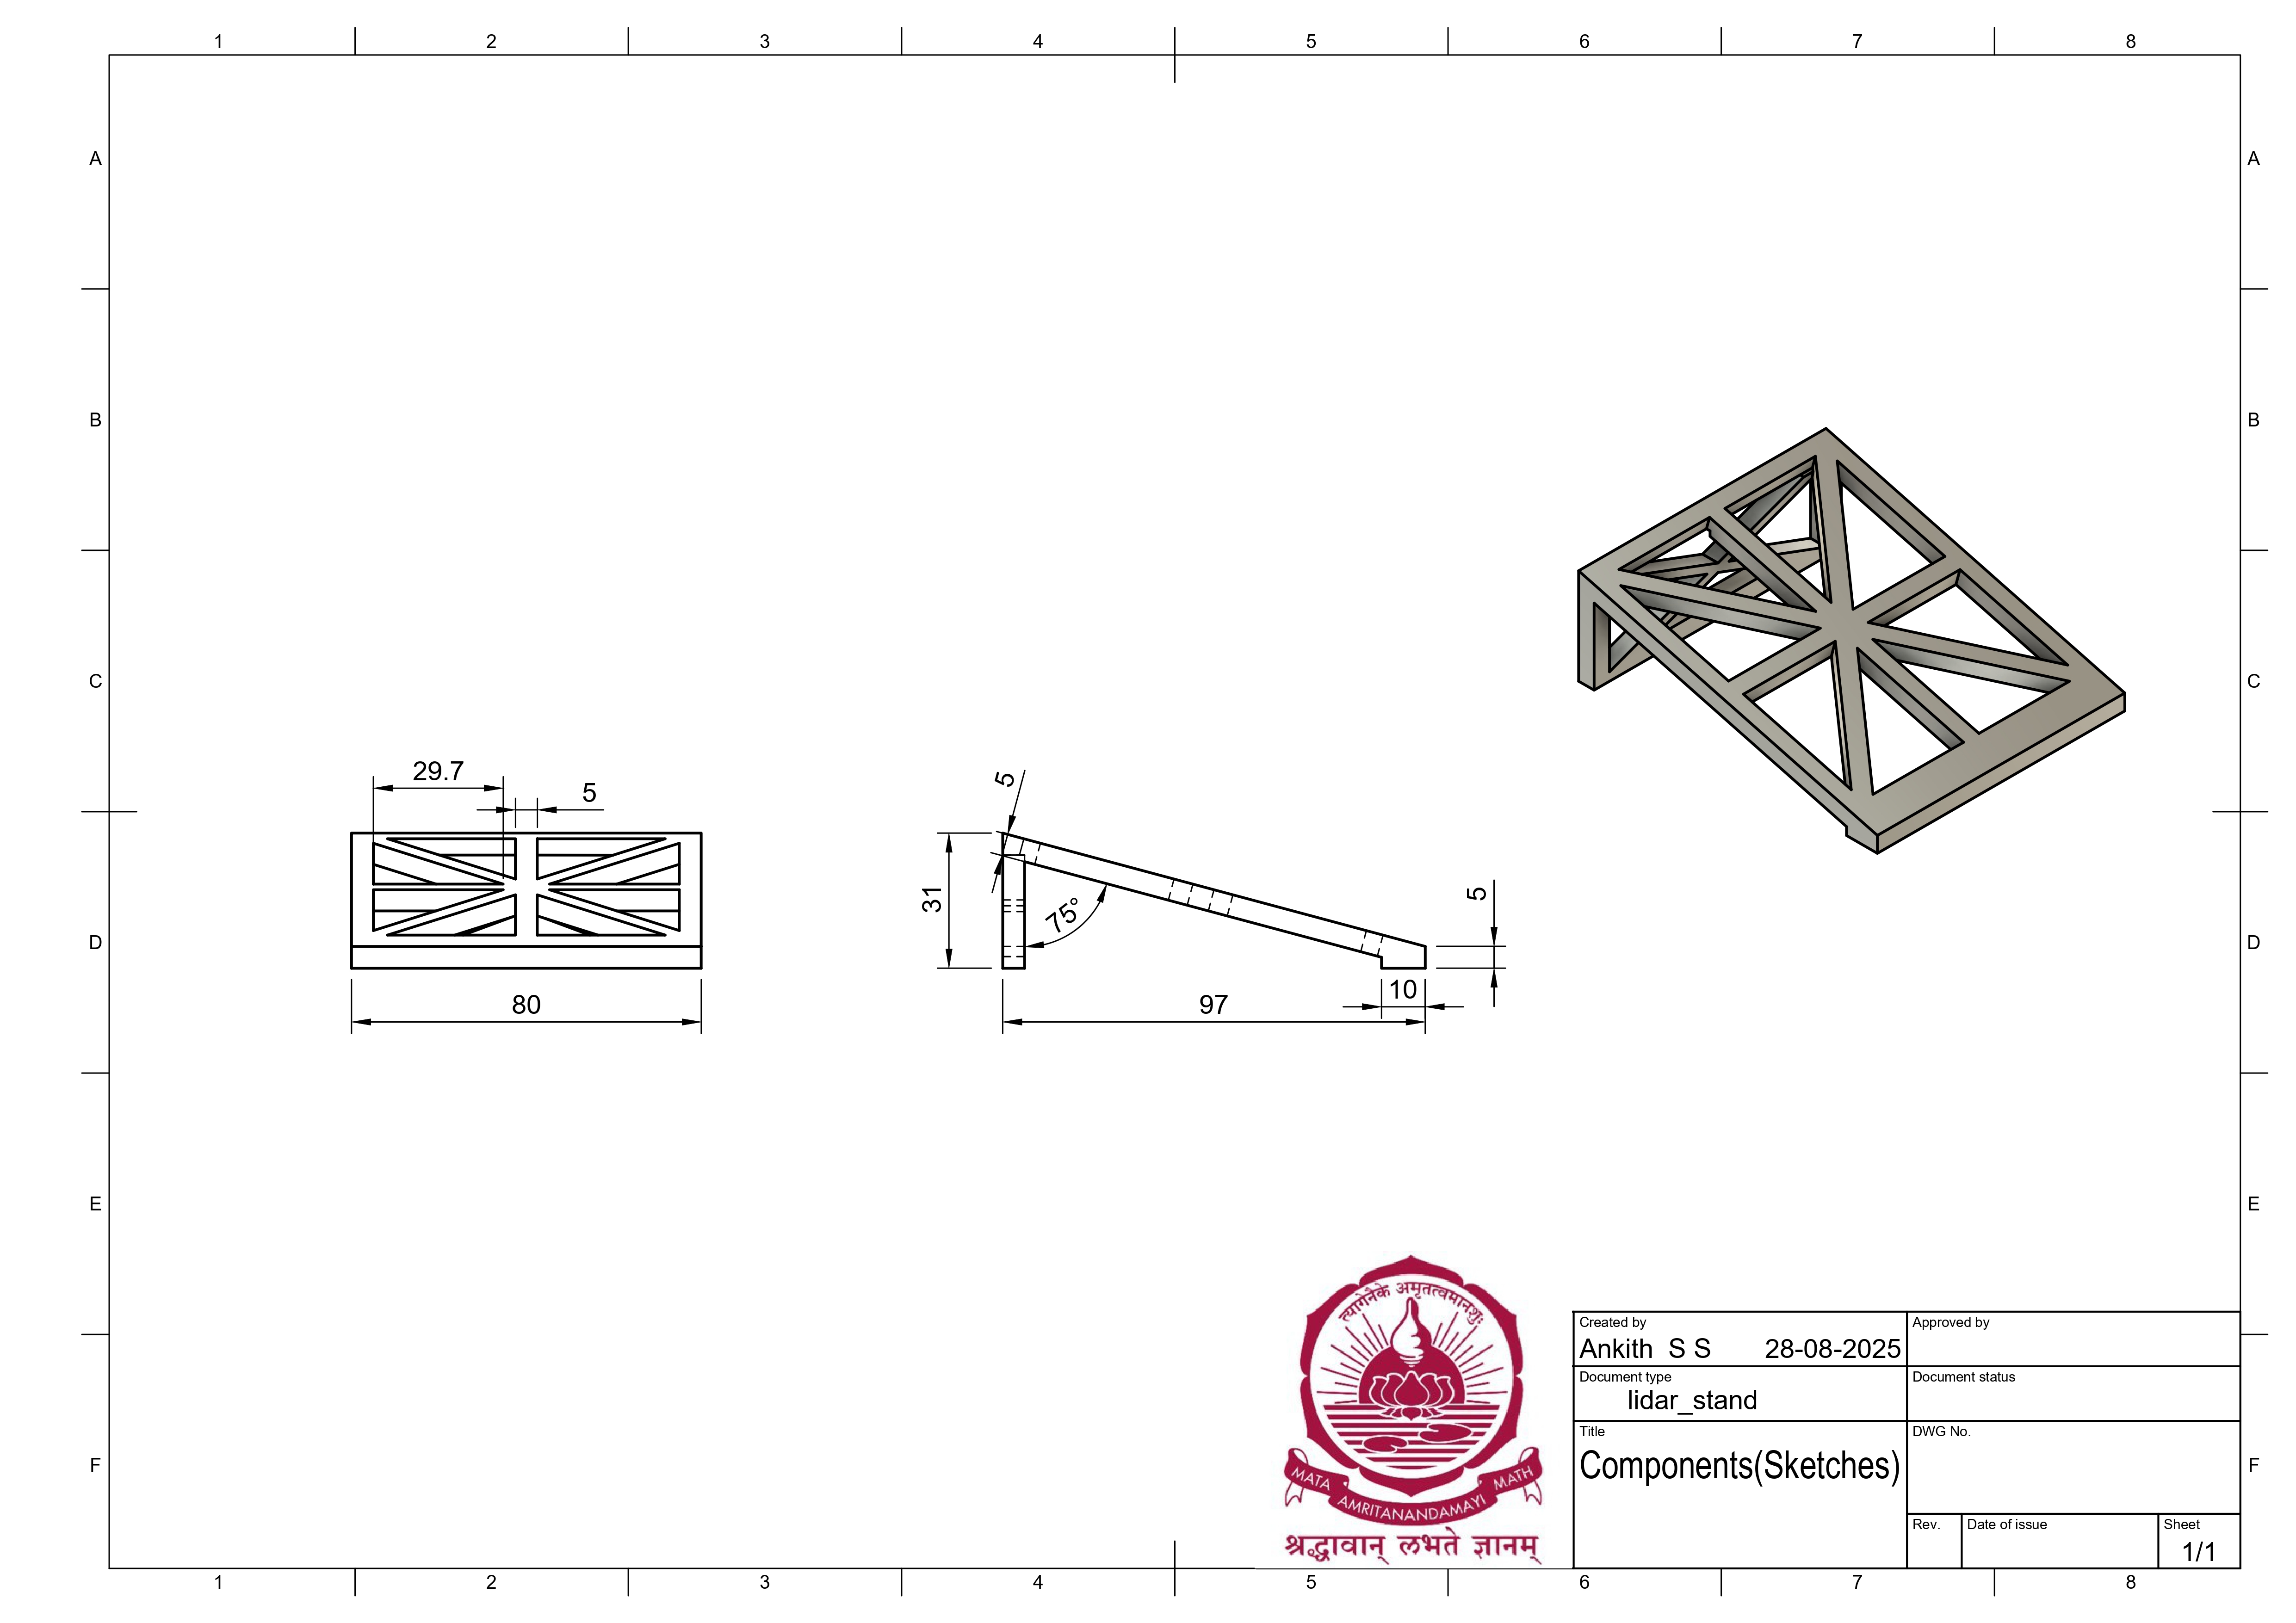 1 2 3 4 5 6 7 8
A A
B B
29.7
5
5
31
75°
5
80
97
10
C C
D D
E E
त्यागेनैके अमृतत्वमानशुः
MATA AMRITANANDAMAYI MATH
श्रद्धावान् लभते ज्ञानम्
Created by
Ankith S S 28-08-2025
Approved by
Document type
lidar_stand
Document status
Title
Components(Sketches)
DWG No.
Rev. Date of issue Sheet
1/1
F F
1 2 3 4 5 6 7 8